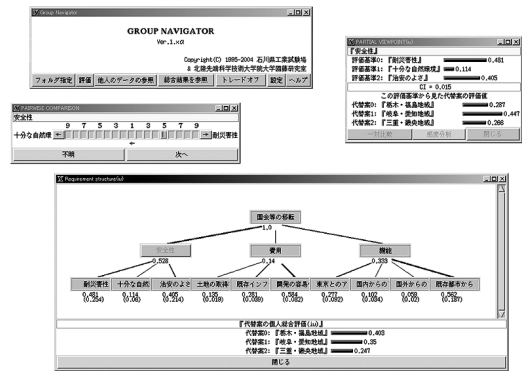 Group Navigator
GROUP NAVIGATOR
Ver.1.xα
Copyright(C) 1995-2004 石川県工業試験場
& 北陸先端科学技術大学院大学國藤研究室
フォルダ指定 評価 他人のデータの参照 総合結果を参照 トレードオフ 設定 ヘルプ
PAIRWISE COMPARISON
安全性
9 7 5 3 1 3 5 7 9
十分な自然環 ← → 耐災害性
←
不明 次へ
PARTIAL VIEWPOINT(iu)
『安全性』
評価基準0: 『耐災害性』 0.481
評価基準1: 『十分な自然環境』 0.114
評価基準2: 『治安のよさ』 0.405
CI = 0.015
この評価基準から見た代替案の評価値
代替案0: 『栃木・福島地域』 0.287
代替案1: 『岐阜・愛知地域』 0.447
代替案2: 『三重・畿央地域』 0.266
一対比較 感度分析 閉じる
Requirement structure(iu)
国会等の移転
1.0
安全性 費用 機能
0.528 0.14 0.333
耐災害性 十分な自然 治安のよさ 土地の取得 既存インフ 開発の容易 東京とのア 国内からの 国外からの 既存都市から
0.481 0.114 0.405 0.135 0.281 0.584 0.277 0.102 0.059 0.562
(0.254) (0.06) (0.214) (0.019) (0.039) (0.082) (0.092) (0.034) (0.02) (0.187)
『代替案の個人総合評価(iu)』
代替案0: 『栃木・福島地域』 0.403
代替案1: 『岐阜・愛知地域』 0.35
代替案2: 『三重・畿央地域』 0.247
閉じる